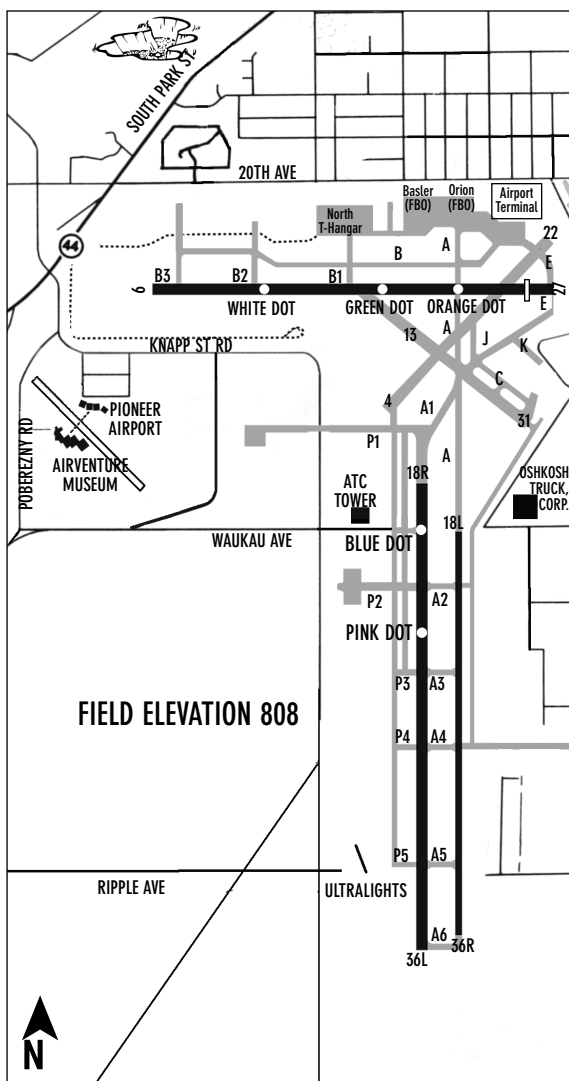 SOUTH PARK ST.
20TH AVE
44
North
T-Hangar
Basler
(FBO)
Orion
(FBO)
Airport
Terminal
22
A
B
E
B3
B2
B1
6
27
WHITE DOT
GREEN DOT
ORANGE DOT
E
13
A
J
K
KNAPP ST RD
C
4
A1
31
POBEREZNY RD
PIONEER
AIRPORT
AIRVENTURE
MUSEUM
P1
A
18R
ATC
TOWER
OSHKOSH
TRUCK,
CORP.
18L
WAUKAU AVE
BLUE DOT
P2
A2
PINK DOT
P3
A3
FIELD ELEVATION 808
P4
A4
P5
A5
RIPPLE AVE
ULTRALIGHTS
A6
36L
36R
N